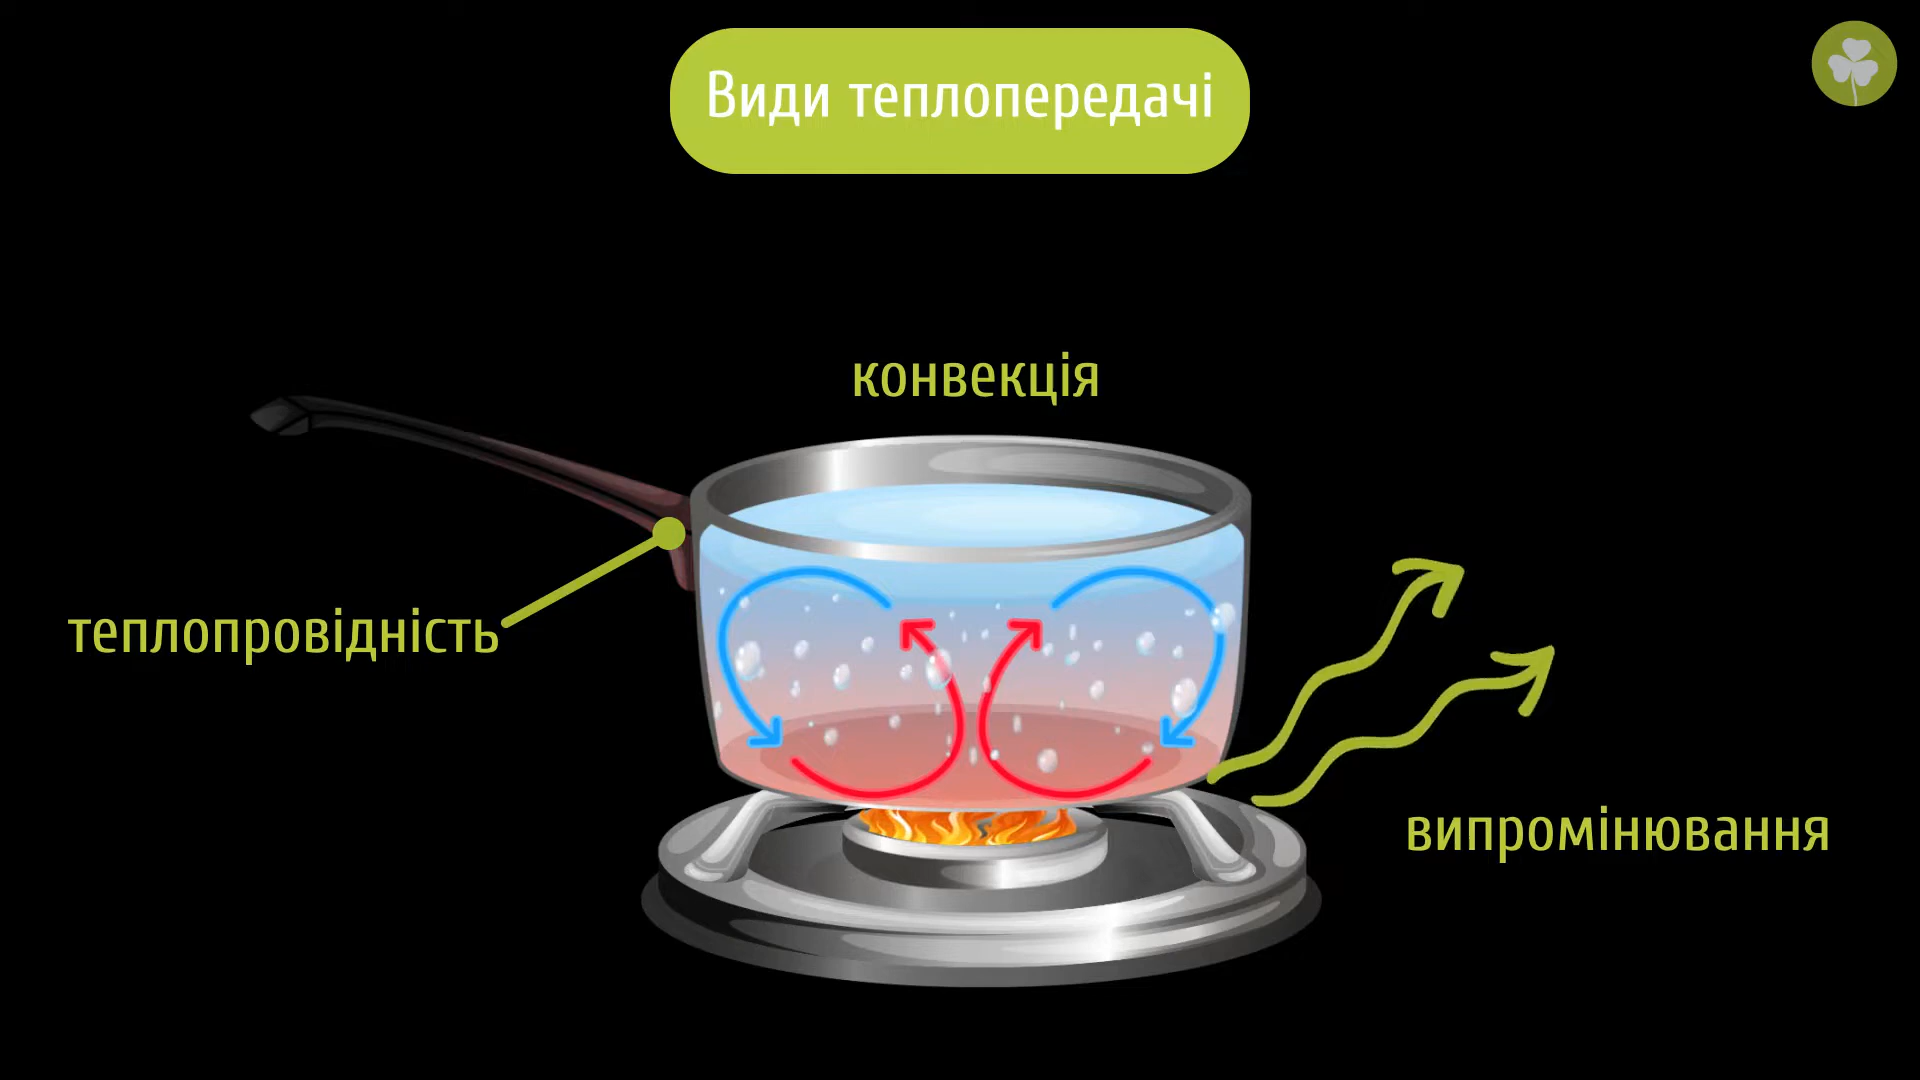 Види теплопередачі
конвекція
теплопровідність
випромінювання